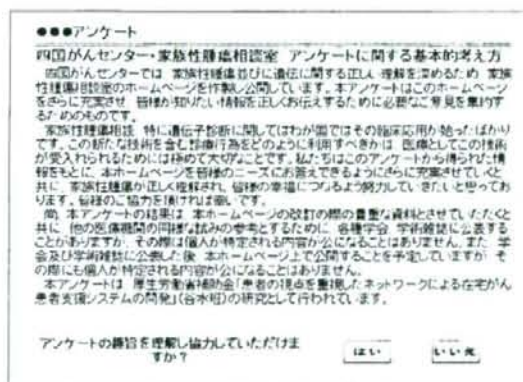 ●●●アンケート
四国がんセンター・家族性腫瘍相談室 アンケートに関する基本的考え方
四国がんセンターでは、家族性腫瘍並びに遺伝に関する正しい理解を深めるため、家族
性腫瘍相談室のホームページを作製し公開しています。本アンケートはこのホームページ
をさらに充実させ、皆様が知りたい情報を正しくお伝えするために必要なご意見を集約す
るためのものです。
家族性腫瘍相談、特に遺伝子診断に関してはわが国ではその臨床応用が始ったばかり
です。この新たな技術を含む診療行為をどのように利用すべきかは、医療としてこの技術
が受入れられるためには極めて大切なことです。私たちはこのアンケートから得られた情
報をもとに、本ホームページを皆様のニーズにお答えできるようにさらに充実させていくと
共に、家族性腫瘍が正しく理解され、皆様の幸福につながるよう努力していきたいと思ってお
ります。皆様のご協力を頂ければ幸いです。
尚、本アンケートの結果は、本ホームページの改訂の際の貴重な資料とさせていただくと
共に、他の医療機関の同様な試みの参考とするために、各種学会、学術雑誌に公表する
ことがありますが、その際は個人が特定される内容が公になることはありません。また、学
会及び学術雑誌に公表した後、本ホームページ上で公開することを予定していますが、そ
の際にも個人が特定される内容が公になることはありません。
本アンケートは、厚生労働省補助金「患者の視点を重視したネットワークによる在宅がん
患者支援システムの開発」(谷水班)の研究として行われています。
アンケートの趣旨を理解し協力していただけま
すか?
はい いいえ